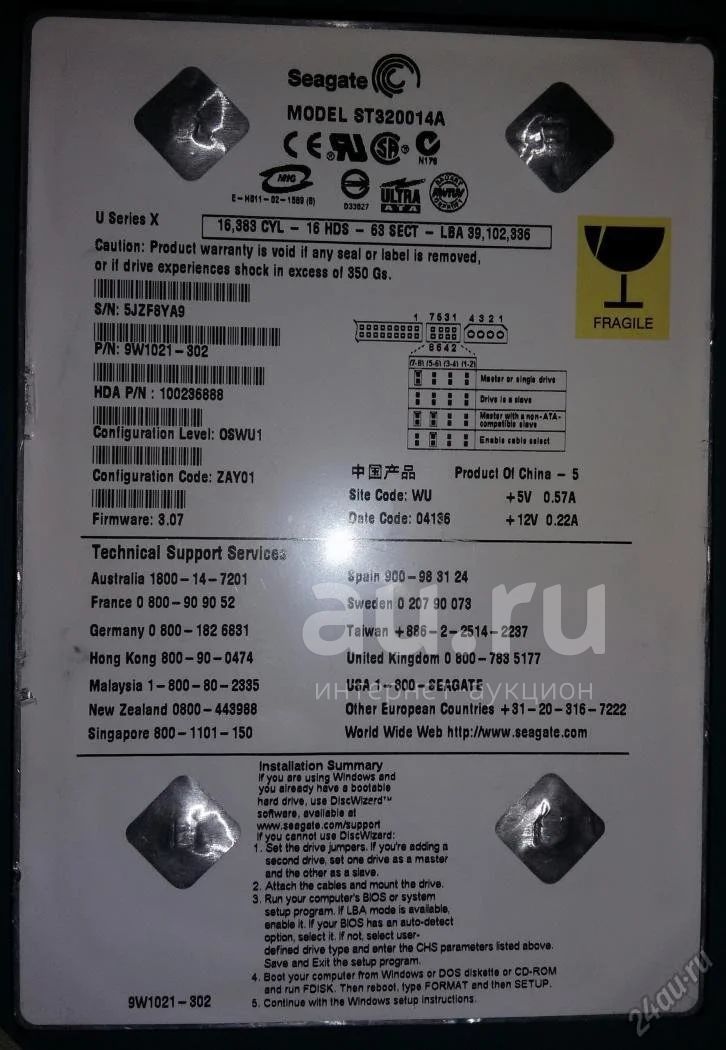 Seagate
MODEL ST320014A
CE
N176
MIC
E-H011-02-1589 (B)
D33027
ULTRA
ATA
U Series X
16,383 CYL - 16 HDS - 63 SECT - LBA 39,102,336
Caution: Product warranty is void if any seal or label is removed,
or if drive experiences shock in excess of 350 Gs.
FRAGILE
S/N: 5JZF8YA9
P/N: 9W1021-302
HDA P/N : 100236888
Configuration Level: OSWU1
Configuration Code: ZAY01
Firmware: 3.07
1 7531 4321
8642
(7-8) (5-6) (3-4) (1-2)
Master or single drive
Drive is a slave
Master with a non-ATA-
compatible slave
Enable cable select
中国产品 Product Of China - 5
Site Code: WU +5V 0.57A
Date Code: 04136 +12V 0.22A
Technical Support Services
Australia 1800-14-7201
France 0 800-90 90 52
Germany 0 800-182 6831
Hong Kong 800-90-0474
Malaysia 1-800-80-2335
New Zealand 0800-443988
Singapore 800-1101-150
Spain 900-98 31 24
Sweden 0 207 90 073
Taiwan +886-2-2514-2237
United Kingdom 0 800-783 5177
USA 1-800-SEAGATE
Other European Countries +31-20-316-7222
World Wide Web http://www.seagate.com
au.ru
интернет аукцион
Installation Summary
If you are using Windows and
you already have a bootable
hard drive, use DiscWizard™
software, available at
www.seagate.com/support
If you cannot use DiscWizard:
1. Set the drive jumpers. If you're adding a
second drive, set one drive as a master
and the other as a slave.
2. Attach the cables and mount the drive.
3. Run your computer's BIOS or system
setup program. If LBA mode is available,
enable it. If your BIOS has an auto-detect
option, select it. If not, select user-
defined drive type and enter the CHS parameters listed above.
Save and Exit the setup program.
4. Boot your computer from Windows or DOS diskette or CD-ROM
and run FDISK. Then reboot, type FORMAT and then SETUP.
5. Continue with the Windows setup instructions.
9W1021-302
24au.ru